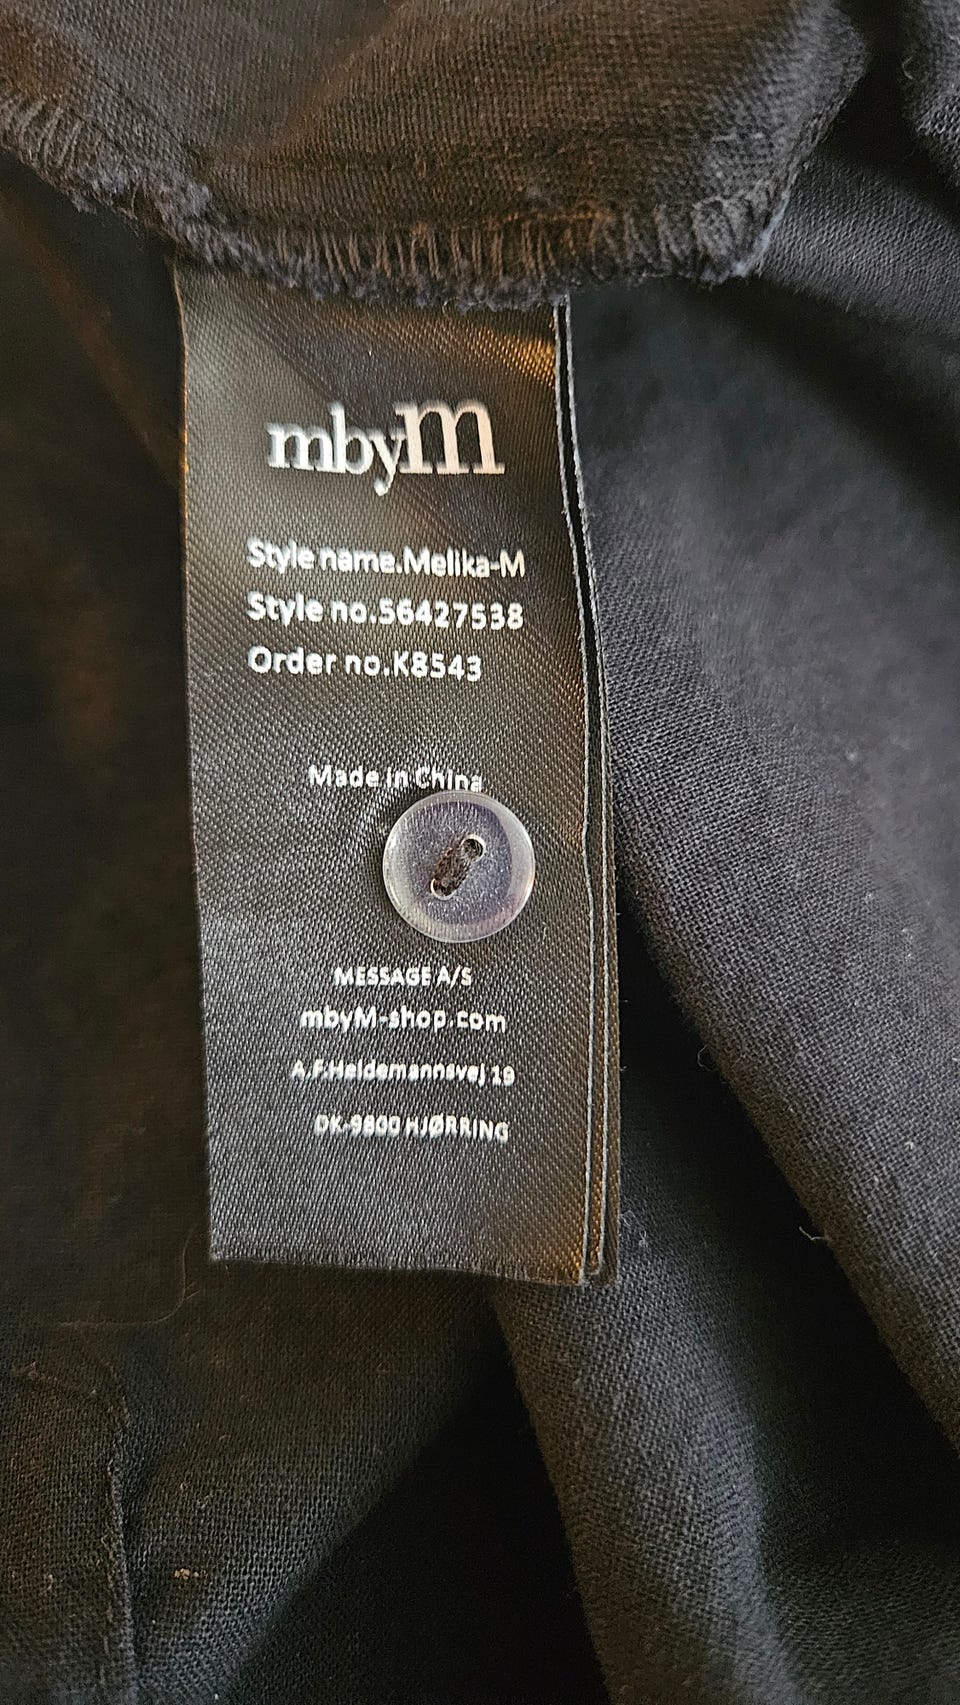 mbyM
Style name.Melika-M
Style no.56427538
Order no.K8543
Made in China
MESSAGE A/S
mbyM-shop.com
A.F.Heidemannsvej 19
DK-9800 HJØRRING